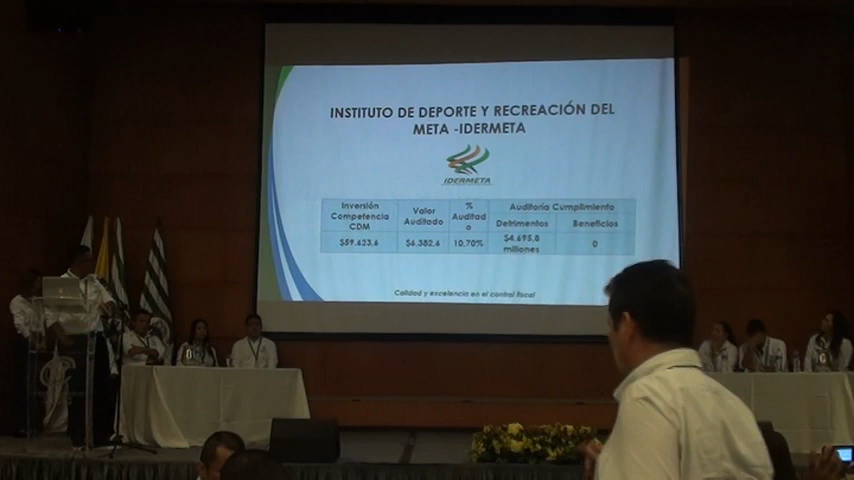 INSTITUTO DE DEPORTE Y RECREACIÓN DEL
META -IDERMETA
IDERMETA
Inversión
Competencia
CDM
Valor
Auditado
%
Auditad
o
Auditoría Cumplimiento
Detrimentos
Beneficios
$59.623,6
$6.382,6
10,70%
$4.695,8
millones
0
Calidad y excelencia en el control fiscal